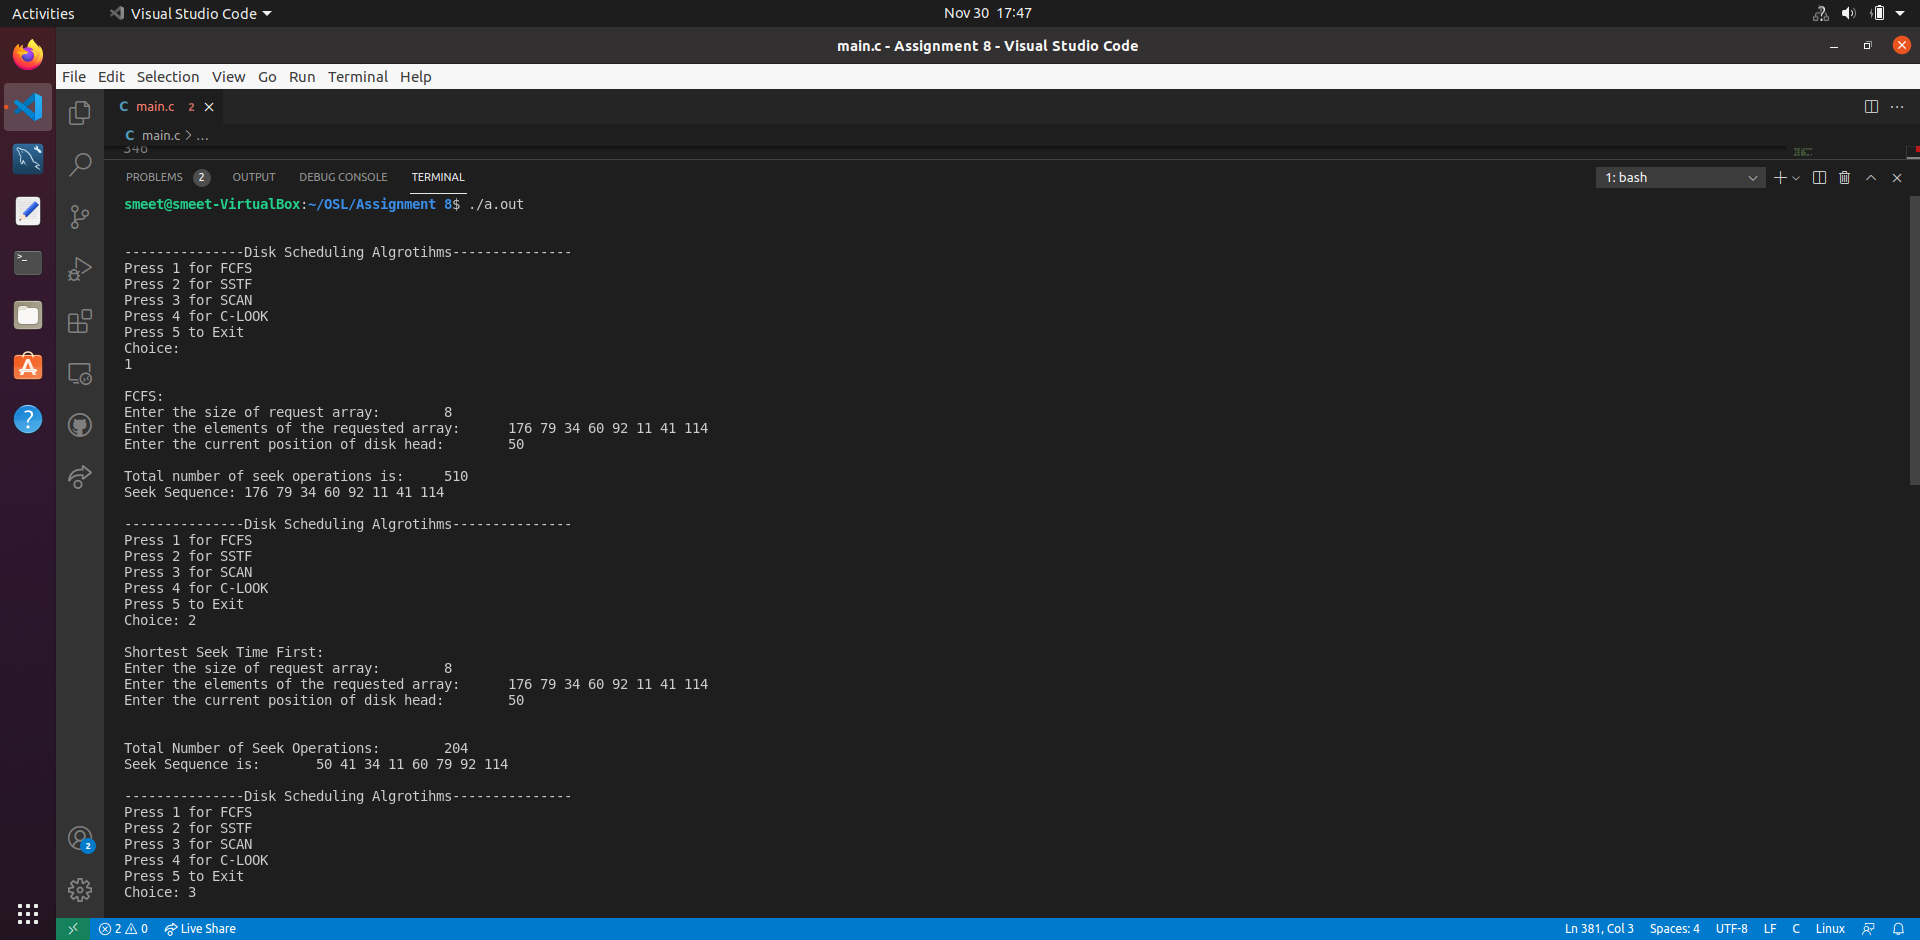 Activities Visual Studio Code Nov 30 17:47
main.c - Assignment 8 - Visual Studio Code
File Edit Selection View Go Run Terminal Help
C main.c 2
C main.c > ...
346
PROBLEMS 2 OUTPUT DEBUG CONSOLE TERMINAL 1: bash
smeet@smeet-VirtualBox:~/OSL/Assignment 8$ ./a.out
---------------Disk Scheduling Algrotihms---------------
Press 1 for FCFS
Press 2 for SSTF
Press 3 for SCAN
Press 4 for C-LOOK
Press 5 to Exit
Choice:
1
FCFS:
Enter the size of request array: 8
Enter the elements of the requested array: 176 79 34 60 92 11 41 114
Enter the current position of disk head: 50
Total number of seek operations is: 510
Seek Sequence: 176 79 34 60 92 11 41 114
---------------Disk Scheduling Algrotihms---------------
Press 1 for FCFS
Press 2 for SSTF
Press 3 for SCAN
Press 4 for C-LOOK
Press 5 to Exit
Choice: 2
Shortest Seek Time First:
Enter the size of request array: 8
Enter the elements of the requested array: 176 79 34 60 92 11 41 114
Enter the current position of disk head: 50
Total Number of Seek Operations: 204
Seek Sequence is: 50 41 34 11 60 79 92 114
---------------Disk Scheduling Algrotihms---------------
Press 1 for FCFS
Press 2 for SSTF
Press 3 for SCAN
Press 4 for C-LOOK
Press 5 to Exit
Choice: 3
2
2 0 Live Share Ln 381, Col 3 Spaces: 4 UTF-8 LF C Linux